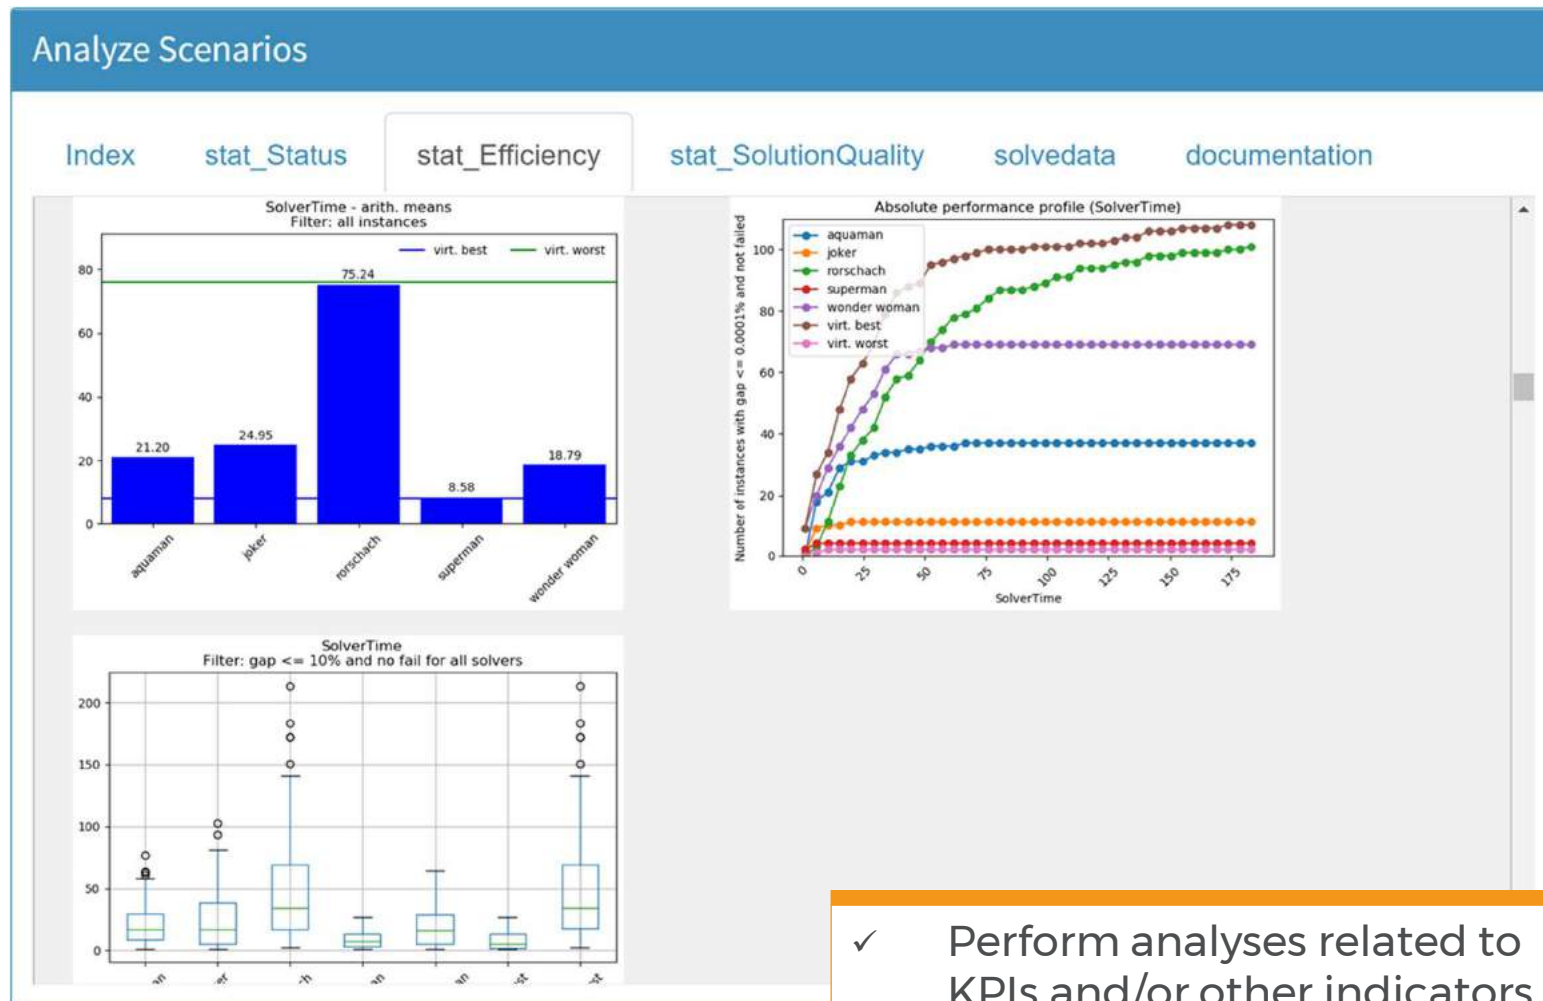 Analyze Scenarios
Index stat_Status stat_Efficiency stat_SolutionQuality solvedata documentation
SolverTime - arith. means
Filter: all instances
virt. best virt. worst
80
60
40
20
0
21.20
24.95
75.24
8.58
18.79
aquaman
joker
rorschach
superman
wonder woman
Absolute performance profile (SolverTime)
Number of instances with gap <= 0.0001% and not failed
aquaman
joker
rorschach
superman
wonder woman
virt. best
virt. worst
100
80
60
40
20
0
0 25 50 75 100 125 150 175
SolverTime
SolverTime
Filter: gap <= 10% and no fail for all solvers
200
150
100
50
0
✓ Perform analyses related to
KPIs and/or other indicators